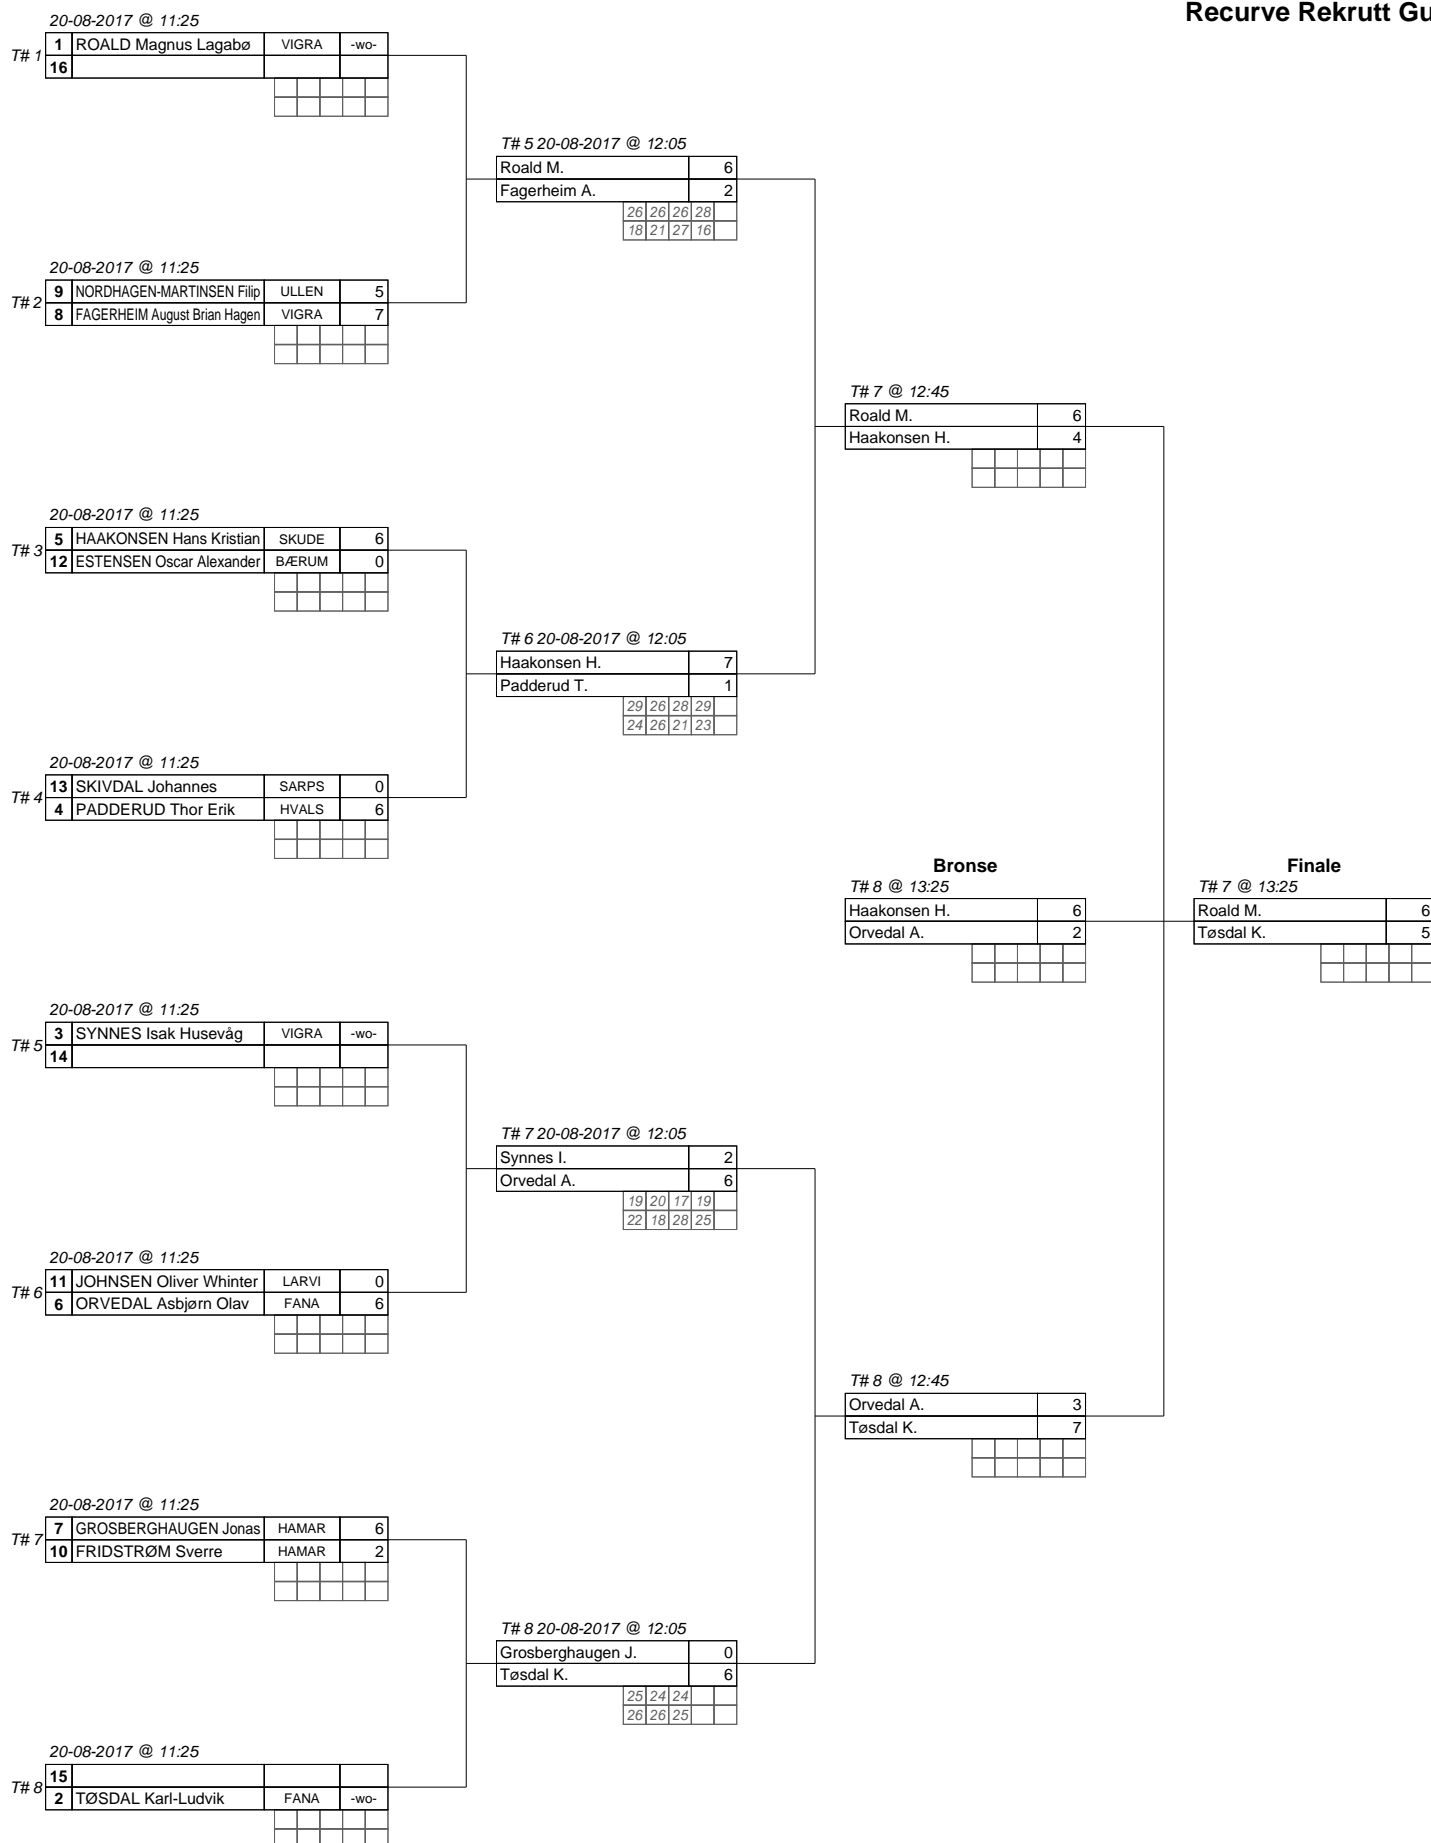 Recurve Rekrutt Gu
20-08-2017 @ 11:25
T# 1
1 ROALD Magnus Lagabø VIGRA -wo-
16
T# 5 20-08-2017 @ 12:05
Roald M. 6
Fagerheim A. 2
26 26 26 28
18 21 27 16
20-08-2017 @ 11:25
T# 2
9 NORDHAGEN-MARTINSEN Filip ULLEN 5
8 FAGERHEIM August Brian Hagen VIGRA 7
T# 7 @ 12:45
Roald M. 6
Haakonsen H. 4
20-08-2017 @ 11:25
T# 3
5 HAAKONSEN Hans Kristian SKUDE 6
12 ESTENSEN Oscar Alexander BÆRUM 0
T# 6 20-08-2017 @ 12:05
Haakonsen H. 7
Padderud T. 1
29 26 28 29
24 26 21 23
20-08-2017 @ 11:25
T# 4
13 SKIVDAL Johannes SARPS 0
4 PADDERUD Thor Erik HVALS 6
Bronse
T# 8 @ 13:25
Haakonsen H. 6
Orvedal A. 2
Finale
T# 7 @ 13:25
Roald M. 6
Tøsdal K. 5
20-08-2017 @ 11:25
T# 5
3 SYNNES Isak Husevåg VIGRA -wo-
14
T# 7 20-08-2017 @ 12:05
Synnes I. 2
Orvedal A. 6
19 20 17 19
22 18 28 25
20-08-2017 @ 11:25
T# 6
11 JOHNSEN Oliver Whinter LARVI 0
6 ORVEDAL Asbjørn Olav FANA 6
T# 8 @ 12:45
Orvedal A. 3
Tøsdal K. 7
20-08-2017 @ 11:25
T# 7
7 GROSBERGHAUGEN Jonas HAMAR 6
10 FRIDSTRØM Sverre HAMAR 2
T# 8 20-08-2017 @ 12:05
Grosberghaugen J. 0
Tøsdal K. 6
25 24 24
26 26 25
20-08-2017 @ 11:25
T# 8
15
2 TØSDAL Karl-Ludvik FANA -wo-